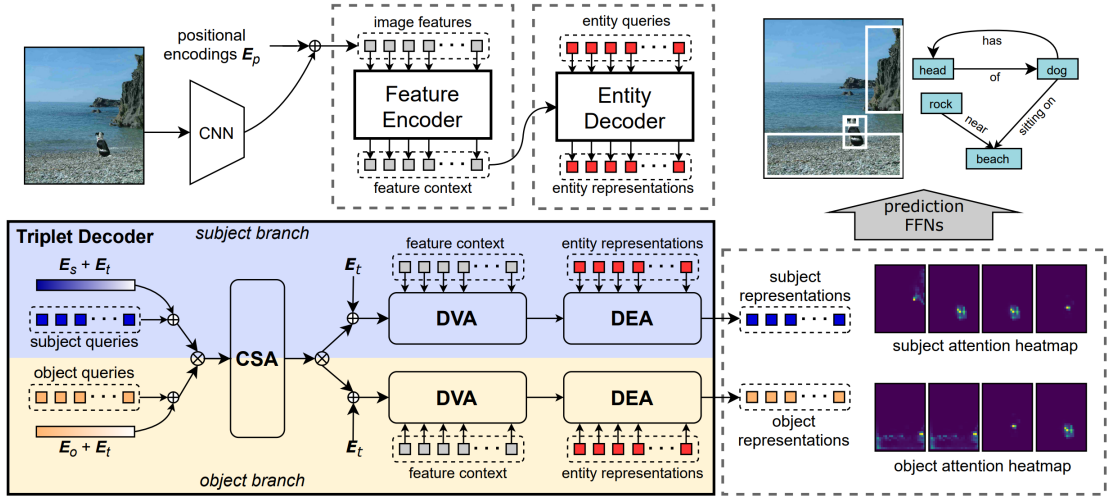 positional
encodings E_p
CNN
image features
Feature
Encoder
feature context
entity queries
Entity
Decoder
entity representations
has
head
of
dog
rock
near
sitting on
beach
prediction
FFNs
Triplet Decoder
subject branch
E_s + E_t
subject queries
object queries
E_o + E_t
CSA
E_t
feature context
entity representations
DVA
DEA
E_t
DVA
DEA
feature context
entity representations
object branch
subject
representations
subject attention heatmap
object
representations
object attention heatmap